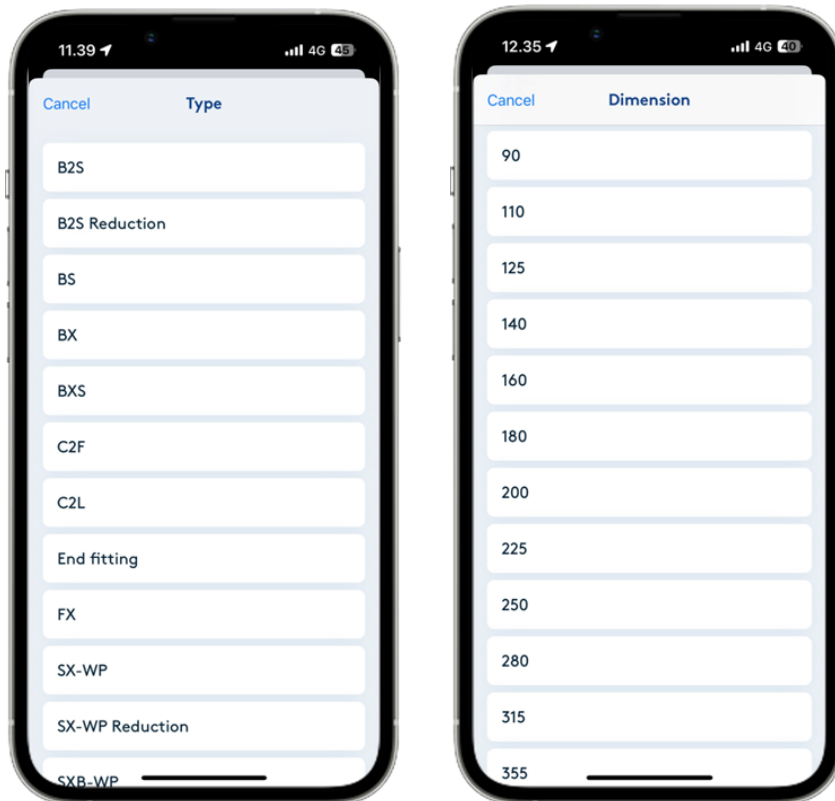 11.39
4G 45
Cancel
Type
B2S
B2S Reduction
BS
BX
BXS
C2F
C2L
End fitting
FX
SX-WP
SX-WP Reduction
SXB-WP
12.35
4G 40
Cancel
Dimension
90
110
125
140
160
180
200
225
250
280
315
355